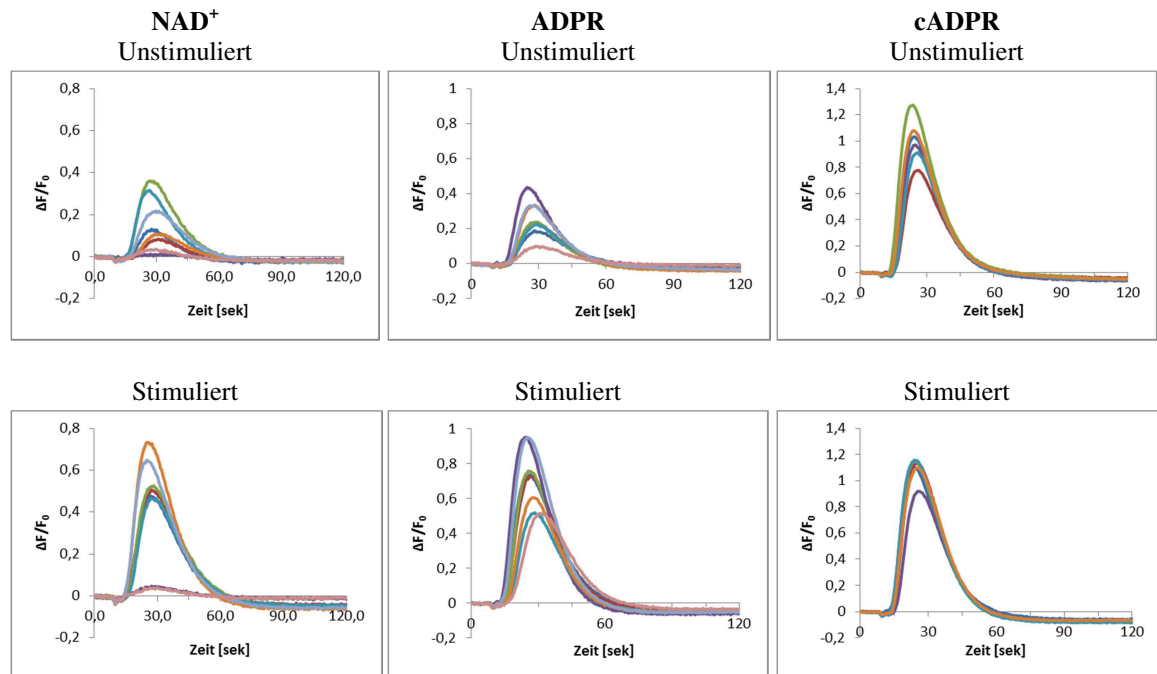 NAD⁺ ADPR cADPR
Unstimuliert Unstimuliert Unstimuliert
0,8
0,6
0,4
0,2
0
-0,2
ΔF/F₀
0,0 30,0 60,0 90,0 120,0
Zeit [sek]
1
0,8
0,6
0,4
0,2
0
-0,2
ΔF/F₀
0 30 60 90 120
Zeit [sek]
1,4
1,2
1
0,8
0,6
0,4
0,2
0
-0,2
ΔF/F₀
0 30 60 90 120
Zeit [sek]
Stimuliert Stimuliert Stimuliert
0,8
0,6
0,4
0,2
0
-0,2
ΔF/F₀
0,0 30,0 60,0 90,0 120,0
Zeit [sek]
1
0,8
0,6
0,4
0,2
0
-0,2
ΔF/F₀
0 30 60 120
Zeit [sek]
1,4
1,2
1
0,8
0,6
0,4
0,2
0
-0,2
ΔF/F₀
0 30 60 90 120
Zeit [sek]